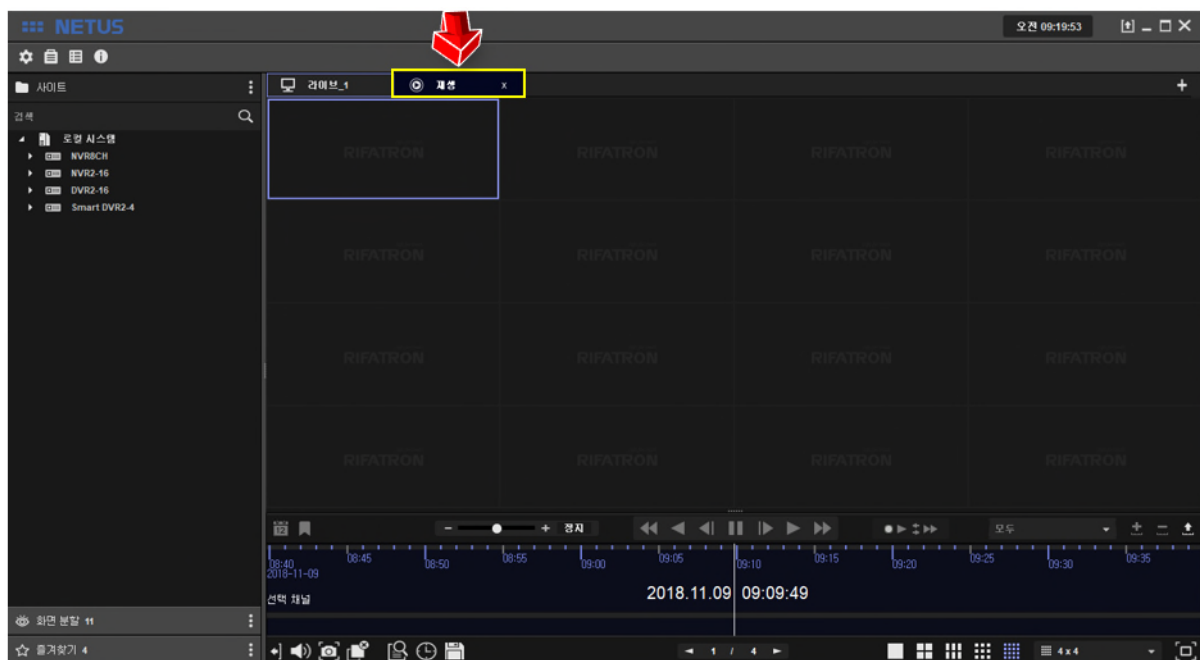 NETUS
오전 09:19:53
사이트
라이브_1
재생
x
검색
로컬 시스템
NVR8CH
NVR2-16
DVR2-16
Smart DVR2-4
RIFATRON RIFATRON RIFATRON RIFATRON
RIFATRON RIFATRON RIFATRON RIFATRON
RIFATRON RIFATRON RIFATRON RIFATRON
RIFATRON RIFATRON RIFATRON RIFATRON
정지
모두
08:40 08:45 08:50 08:55 09:00 09:05 09:10 09:15 09:20 09:25 09:30 09:35
2018-11-09
선택 채널
2018.11.09 09:09:49
화면 분할 11
즐겨찾기 4
1 / 4
4 x 4